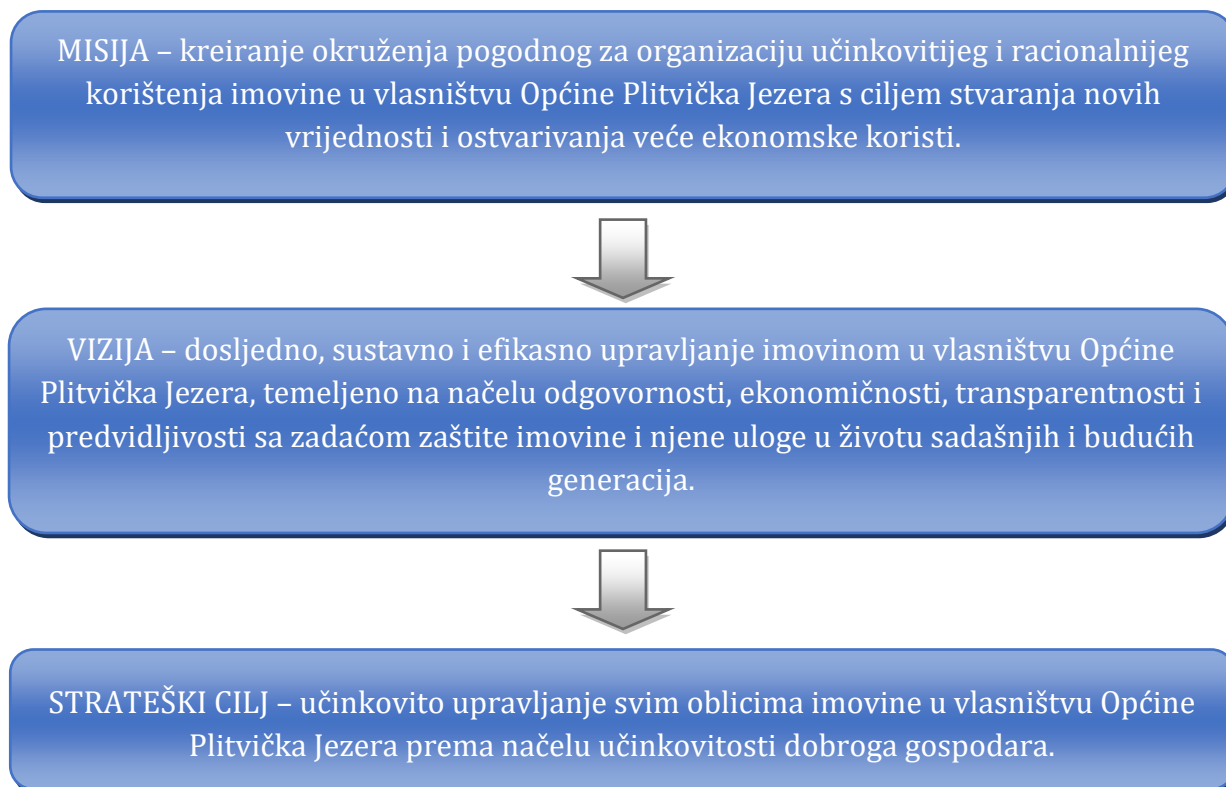 MISIJA – kreiranje okruženja pogodnog za organizaciju učinkovitijeg i racionalnijeg
korištenja imovine u vlasništvu Općine Plitvička Jezera s ciljem stvaranja novih
vrijednosti i ostvarivanja veće ekonomske koristi.
VIZIJA – dosljedno, sustavno i efikasno upravljanje imovinom u vlasništvu Općine
Plitvička Jezera, temeljeno na načelu odgovornosti, ekonomičnosti, transparentnosti i
predvidljivosti sa zadaćom zaštite imovine i njene uloge u životu sadašnjih i budućih
generacija.
STRATEŠKI CILJ – učinkovito upravljanje svim oblicima imovine u vlasništvu Općine
Plitvička Jezera prema načelu učinkovitosti dobroga gospodara.